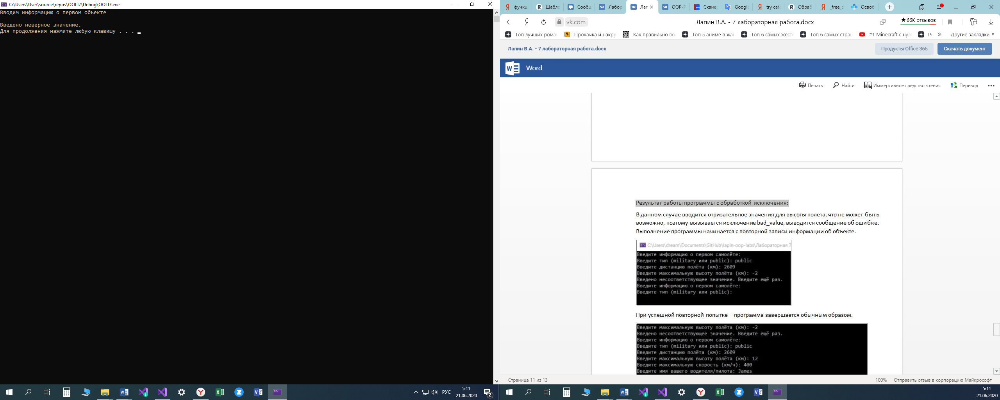 C:\Users\User\source\repos\ООП7\Debug\ООП7.exe
Вводим информацию о первом объекте
Введено неверное значение.
Для продолжения нажмите любую клавишу . . .
РУС
5:11
21.06.2020
2
функц
Шабло
Сообщ
Лабор
Лап
OOP-P
Сканер
Google
try catc
Обраб
_free_d
Освоб
vk.com
Лапин В.А. - 7 лабораторная работа.docx
★66K отзывов
Топ лучших рома
Прокачка и накру
Как правильно во
Топ 5 аниме в жан
Топ 6 самых жест
Топ 6 самых страш
#1 Minecraft с нул
Другие закладки
Лапин В.А. - 7 лабораторная работа.docx
Продукты Office 365
Скачать документ
Word
Печать
Найти
Иммерсивное средство чтения
Перевод
Результат работы программы с обработкой исключения:
В данном случае вводится отризательное значения для высоты полета, что не может быть
возможно, поэтому вызывается исключение bad_value, выводится сообщение об ошибке.
Выполнение программы начинается с повторной записи информации об объекте.
C:\Users\dream\Documents\GitHub\lapin-oop-labs\Лабораторная 7
Введите информацию о первом самолёте:
Введите тип (military или public): public
Введите дистанцию полёта (км): 2609
Введите максимальную высоту полёта (км): -2
Введено несоответствующее значение. Введите ещё раз.
Введите информацию о первом самолёте:
Введите тип (military или public):
При успешной повторной попытке – программа завершается обычным образом.
Введите максимальную высоту полёта (км): -2
Введено несоответствующее значение. Введите ещё раз.
Введите информацию о первом самолёте:
Введите тип (military или public): public
Введите дистанцию полёта (км): 2609
Введите максимальную высоту полёта (км): 12
Введите максимальную скорость (км/ч): 400
Введите имя вашего водителя/пилота: James
Страница 11 из 13
100%
Отправить отзыв в корпорацию Майкрософт
5:11
21.06.2020